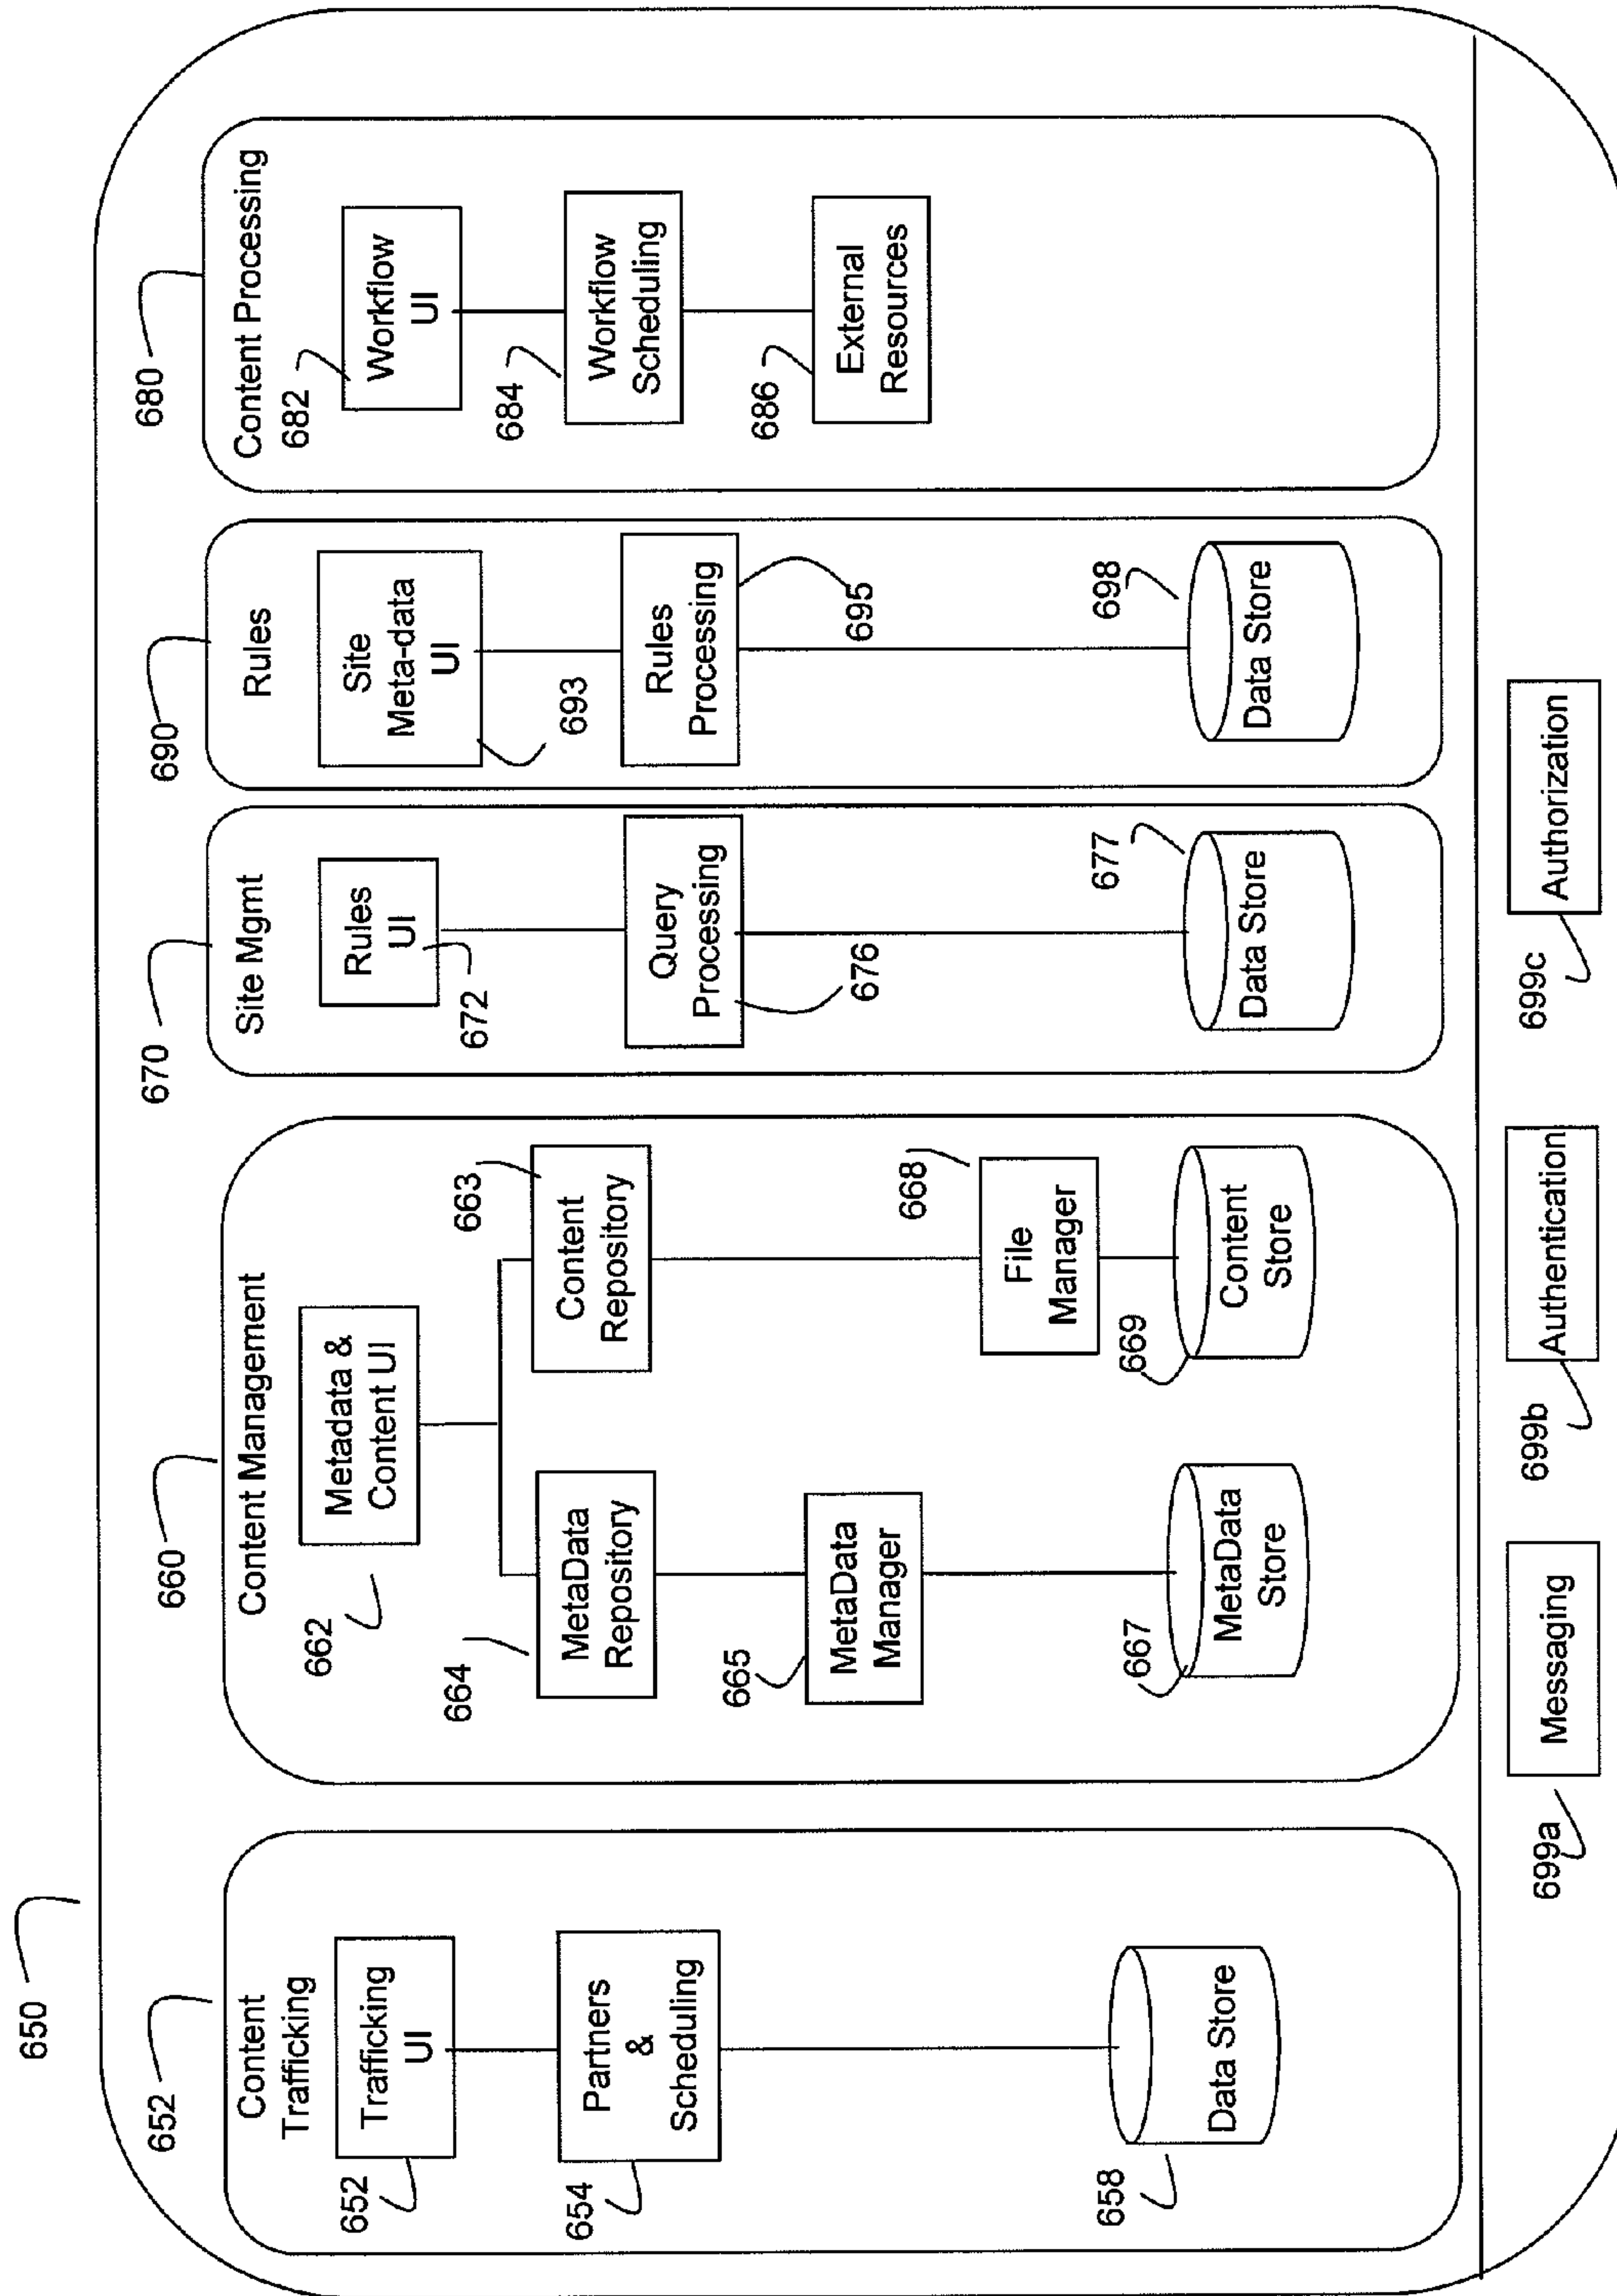 650
652
Content
Trafficking
Trafficking
UI
652
Partners
&
Scheduling
654
Data Store
658
660
Content Management
Metadata &
Content UI
662
Content
Repository
663
MetaData
Repository
664
MetaData
Manager
665
File
Manager
668
MetaData
Store
667
Content
Store
669
670
Site Mgmt
Rules
UI
672
Query
Processing
676
Data Store
677
690
Rules
Site
Meta-data
UI
693
Rules
Processing
695
Data Store
698
680
Content Processing
Workflow
UI
682
Workflow
Scheduling
684
External
Resources
686
Messaging
699a
Authentication
699b
Authorization
699c